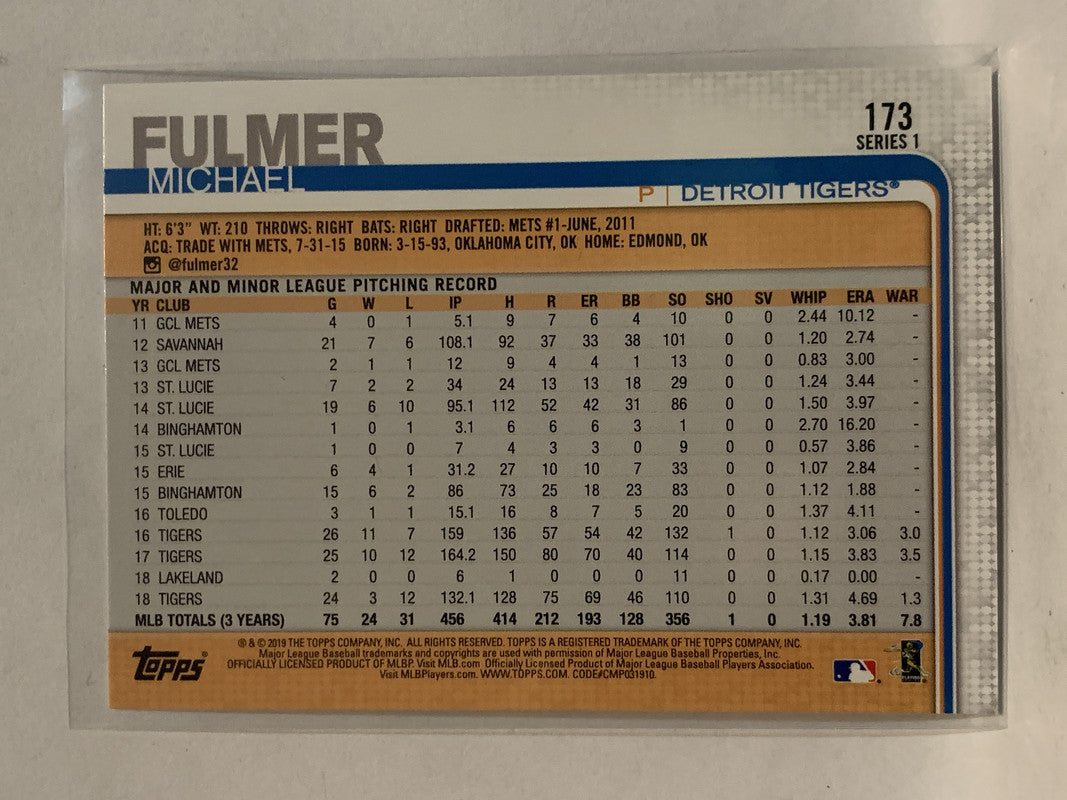 FULMER
MICHAEL
173
SERIES 1
P | DETROIT TIGERS®
HT: 6'3" WT: 210 THROWS: RIGHT BATS: RIGHT DRAFTED: METS #1-JUNE, 2011
ACQ: TRADE WITH METS, 7-31-15 BORN: 3-15-93, OKLAHOMA CITY, OK HOME: EDMOND, OK
@fulmer32
MAJOR AND MINOR LEAGUE PITCHING RECORD
YR CLUB G W L IP H R ER BB SO SHO SV WHIP ERA WAR
11 GCL METS 4 0 1 5.1 9 7 6 4 10 0 0 2.44 10.12 -
12 SAVANNAH 21 7 6 108.1 92 37 33 38 101 0 0 1.20 2.74 -
13 GCL METS 2 1 1 12 9 4 4 1 13 0 0 0.83 3.00 -
13 ST. LUCIE 7 2 2 34 24 13 13 18 29 0 0 1.24 3.44 -
14 ST. LUCIE 19 6 10 95.1 112 52 42 31 86 0 0 1.50 3.97 -
14 BINGHAMTON 1 0 1 3.1 6 6 6 3 1 0 0 2.70 16.20 -
15 ST. LUCIE 1 0 0 7 4 3 3 0 9 0 0 0.57 3.86 -
15 ERIE 6 4 1 31.2 27 10 10 7 33 0 0 1.07 2.84 -
15 BINGHAMTON 15 6 2 86 73 25 18 23 83 0 0 1.12 1.88 -
16 TOLEDO 3 1 1 15.1 16 8 7 5 20 0 0 1.37 4.11 -
16 TIGERS 26 11 7 159 136 57 54 42 132 1 0 1.12 3.06 3.0
17 TIGERS 25 10 12 164.2 150 80 70 40 114 0 0 1.15 3.83 3.5
18 LAKELAND 2 0 0 6 1 0 0 0 11 0 0 0.17 0.00 -
18 TIGERS 24 3 12 132.1 128 75 69 46 110 0 0 1.31 4.69 1.3
MLB TOTALS (3 YEARS) 75 24 31 456 414 212 193 128 356 1 0 1.19 3.81 7.8
Topps®
® & © 2019 THE TOPPS COMPANY, INC. ALL RIGHTS RESERVED. TOPPS IS A REGISTERED TRADEMARK OF THE TOPPS COMPANY, INC.
Major League Baseball trademarks and copyrights are used with permission of Major League Baseball Properties, Inc.
OFFICIALLY LICENSED PRODUCT OF MLBP. Visit MLB.com Officially Licensed Product of Major League Baseball Players Association.
Visit MLBPlayers.com. WWW.TOPPS.COM. CODE#CMP031910.